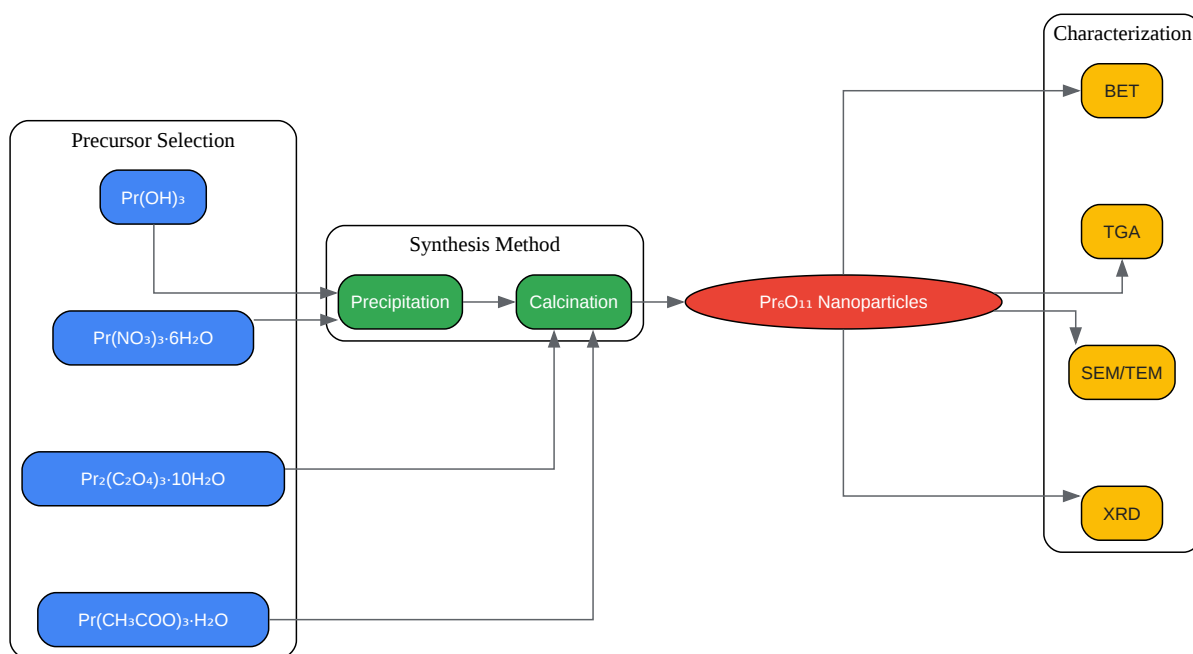 Precursor Selection
Pr(OH)₃
Pr(NO₃)₃·6H₂O
Pr₂(C₂O₄)₃·10H₂O
Pr(CH₃COO)₃·H₂O
Synthesis Method
Precipitation
Calcination
Pr₆O₁₁ Nanoparticles
Characterization
BET
TGA
SEM/TEM
XRD